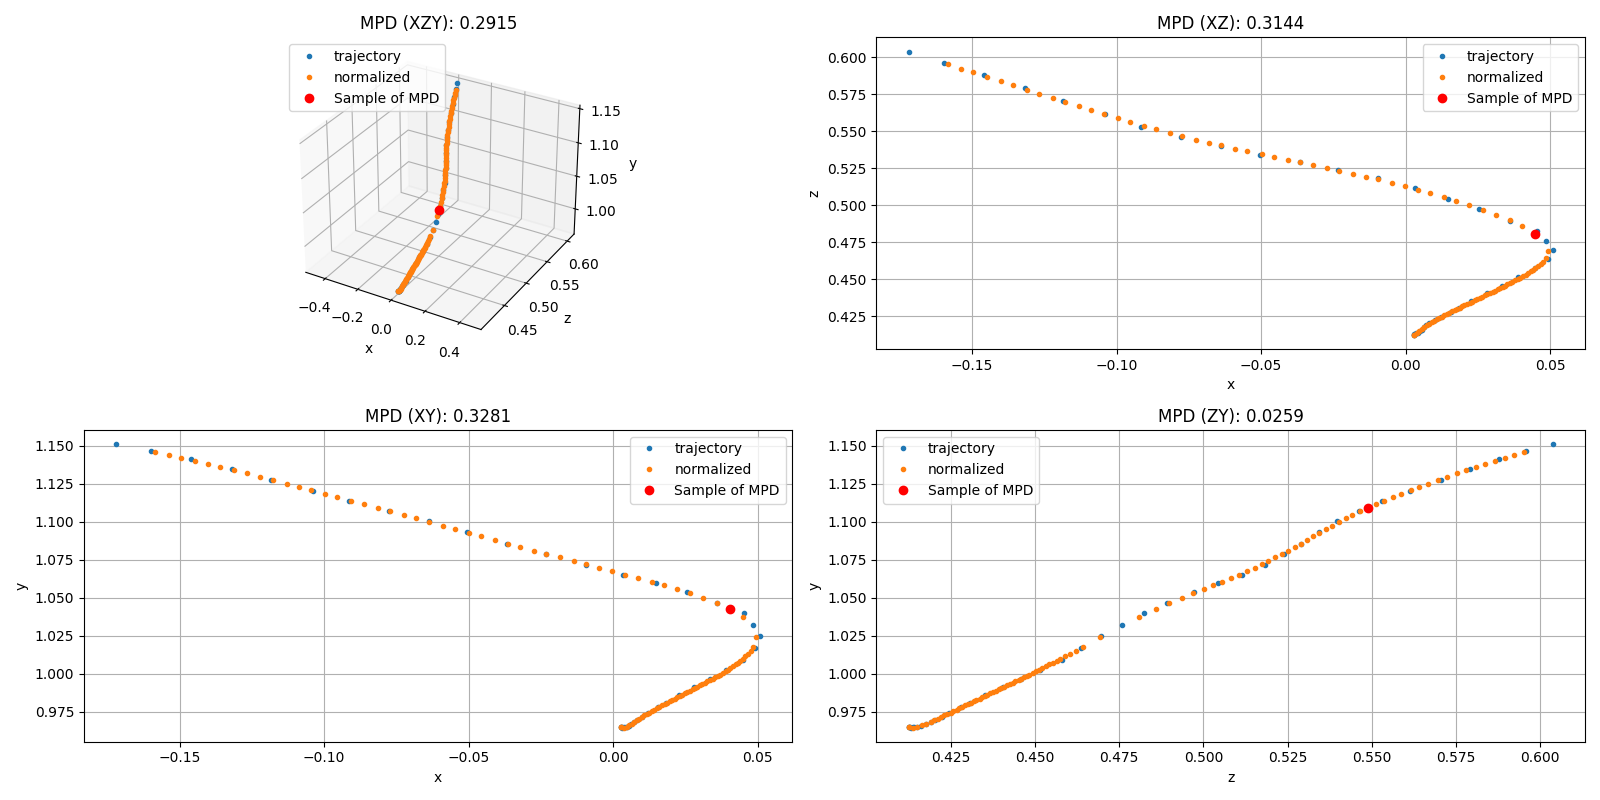 MPD (XZY): 0.2915
trajectory
normalized
Sample of MPD
1.15
1.10
1.05
1.00
y
0.60
0.55
0.50
0.45
z
−0.4
−0.2
0.0
0.2
0.4
x
MPD (XZ): 0.3144
trajectory
normalized
Sample of MPD
0.600
0.575
0.550
0.525
0.500
0.475
0.450
0.425
z
−0.15
−0.10
−0.05
0.00
0.05
x
MPD (XY): 0.3281
trajectory
normalized
Sample of MPD
1.150
1.125
1.100
1.075
1.050
1.025
1.000
0.975
y
−0.15
−0.10
−0.05
0.00
0.05
x
MPD (ZY): 0.0259
trajectory
normalized
Sample of MPD
1.150
1.125
1.100
1.075
1.050
1.025
1.000
0.975
y
0.425
0.450
0.475
0.500
0.525
0.550
0.575
0.600
z